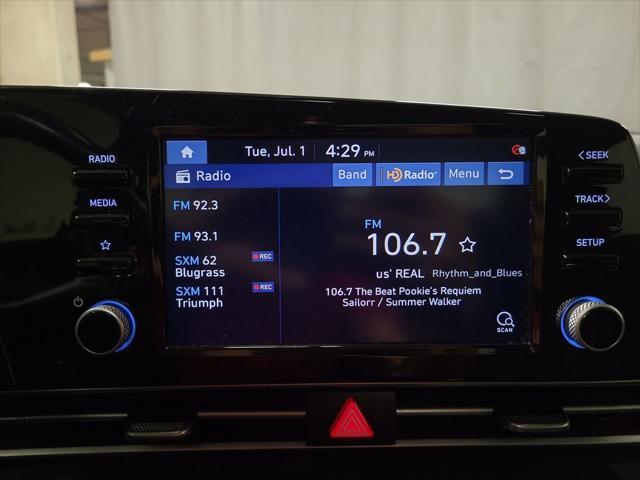 RADIO
MEDIA
Tue, Jul. 1 4:29 PM
Radio
Band HD Radio Menu
FM 92.3
FM 93.1
SXM 62 REC
Blugrass
SXM 111 REC
Triumph
FM
106.7
us' REAL Rhythm_and_Blues
106.7 The Beat Pookie's Requiem
Sailorr / Summer Walker
SCAN
<SEEK
TRACK>
SETUP